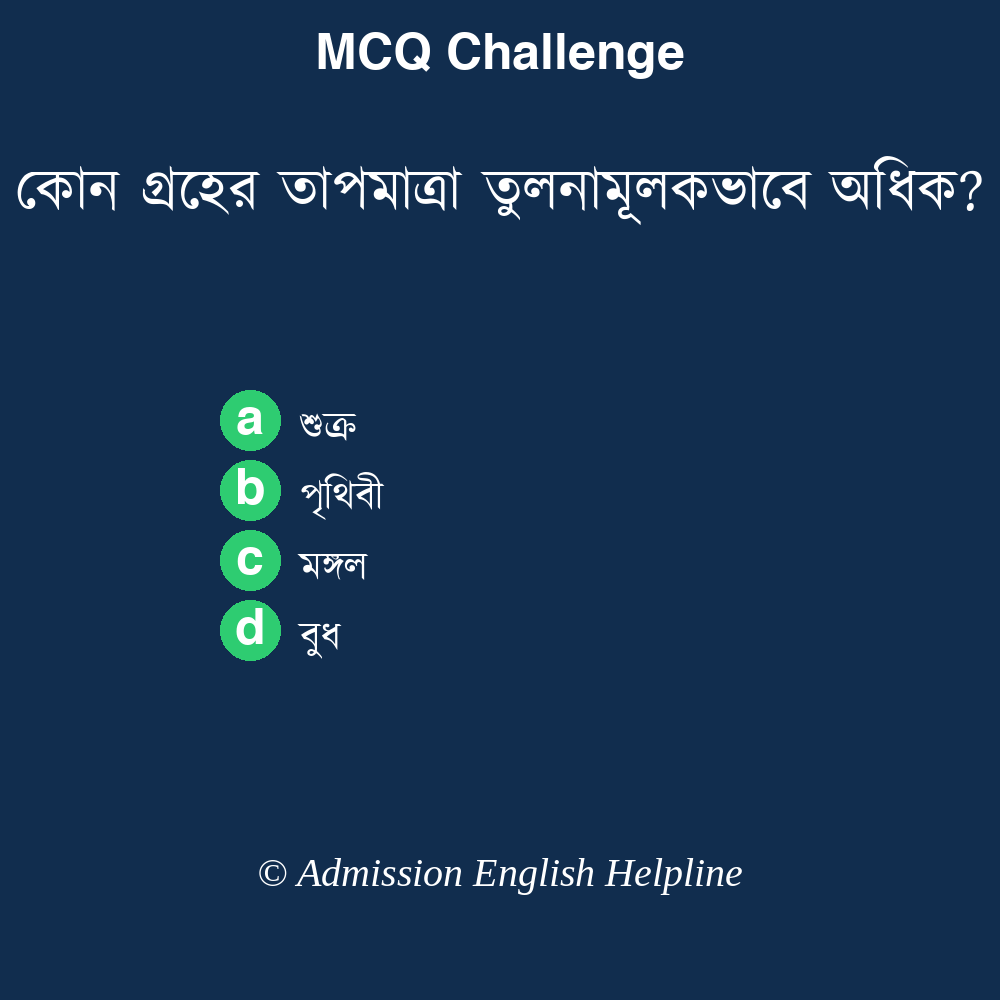 MCQ Challenge
কোন গ্রহের তাপমাত্রা তুলনামূলকভাবে অধিক?
a শুক্র
b পৃথিবী
c মঙ্গল
d বুধ
© Admission English Helpline